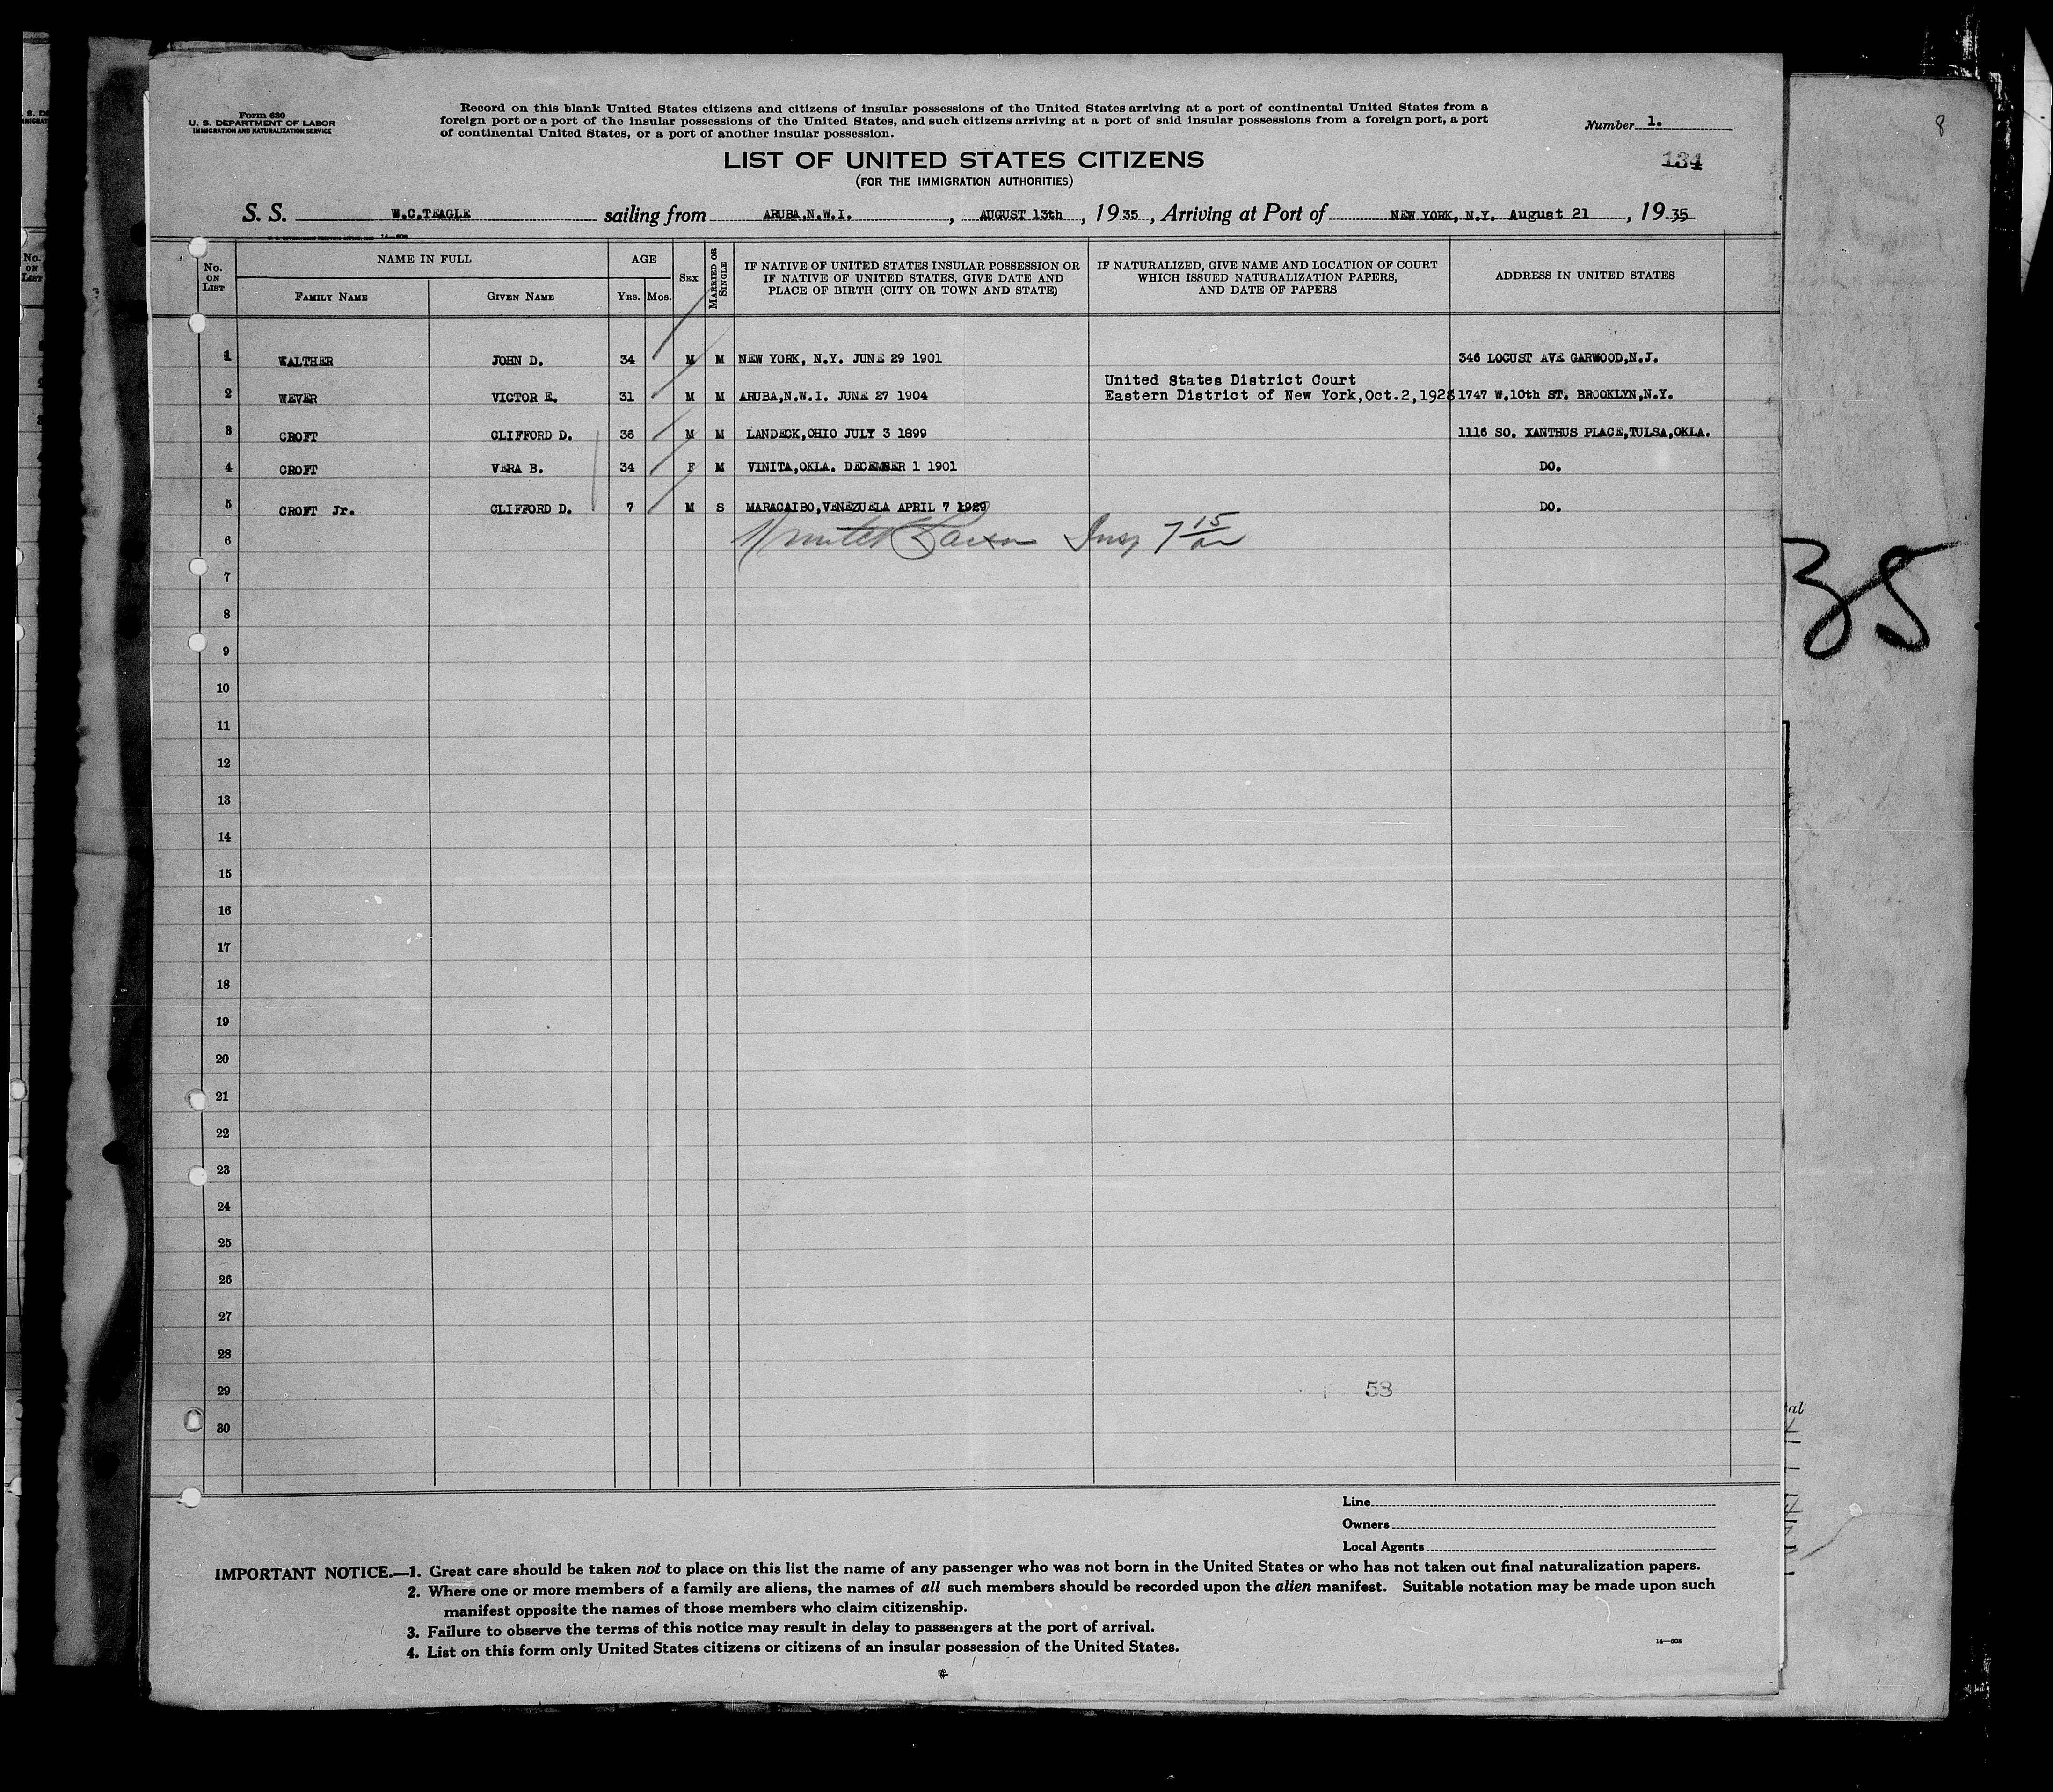 Form 630
U. S. DEPARTMENT OF LABOR
IMMIGRATION AND NATURALIZATION SERVICE
Record on this blank United States citizens and citizens of insular possessions of the United States arriving at a port of continental United States from a
foreign port or a port of the insular possessions of the United States, and such citizens arriving at a port of said insular possessions from a foreign port, a port
of continental United States, or a port of another insular possession.
Number 1.
8
LIST OF UNITED STATES CITIZENS
134
(FOR THE IMMIGRATION AUTHORITIES)
S. S. W.C.TEAGLE sailing from ARUBA,N.W.I. , AUGUST 13th , 1935 , Arriving at Port of NEW YORK, N.Y. August 21 , 1935
14—608
No. ON LIST
NAME IN FULL
FAMILY NAME
GIVEN NAME
AGE
YRS. MOS.
SEX
MARRIED OR SINGLE
IF NATIVE OF UNITED STATES INSULAR POSSESSION OR
IF NATIVE OF UNITED STATES, GIVE DATE AND
PLACE OF BIRTH (CITY OR TOWN AND STATE)
IF NATURALIZED, GIVE NAME AND LOCATION OF COURT
WHICH ISSUED NATURALIZATION PAPERS,
AND DATE OF PAPERS
ADDRESS IN UNITED STATES
1 WALTHER JOHN D. 34 M M NEW YORK, N.Y. JUNE 29 1901 346 LOCUST AVE GARWOOD,N.J.
United States District Court
2 WEVER VICTOR E. 31 M M ARUBA,N.W.I. JUNE 27 1904 Eastern District of New York,Oct.2,1928 1747 W.10th ST. BROOKLYN,N.Y.
3 CROFT CLIFFORD D. 36 M M LANDECK,OHIO JULY 3 1899 1116 SO. XANTHUS PLACE,TULSA,OKLA.
4 CROFT VERA B. 34 F M VINITA,OKLA. DECEMBER 1 1901 DO.
5 CROFT Jr. CLIFFORD D. 7 M S MARACAIBO,VENEZUELA APRIL 7 1929 DO.
6 Insp 7 15
7
35
8
9
10
11
12
13
14
15
16
17
18
19
20
21
22
23
24
25
26
27
28
29 53
30
Line
Owners
Local Agents
IMPORTANT NOTICE.—1. Great care should be taken not to place on this list the name of any passenger who was not born in the United States or who has not taken out final naturalization papers.
2. Where one or more members of a family are aliens, the names of all such members should be recorded upon the alien manifest. Suitable notation may be made upon such
manifest opposite the names of those members who claim citizenship.
3. Failure to observe the terms of this notice may result in delay to passengers at the port of arrival.
4. List on this form only United States citizens or citizens of an insular possession of the United States.
14—608